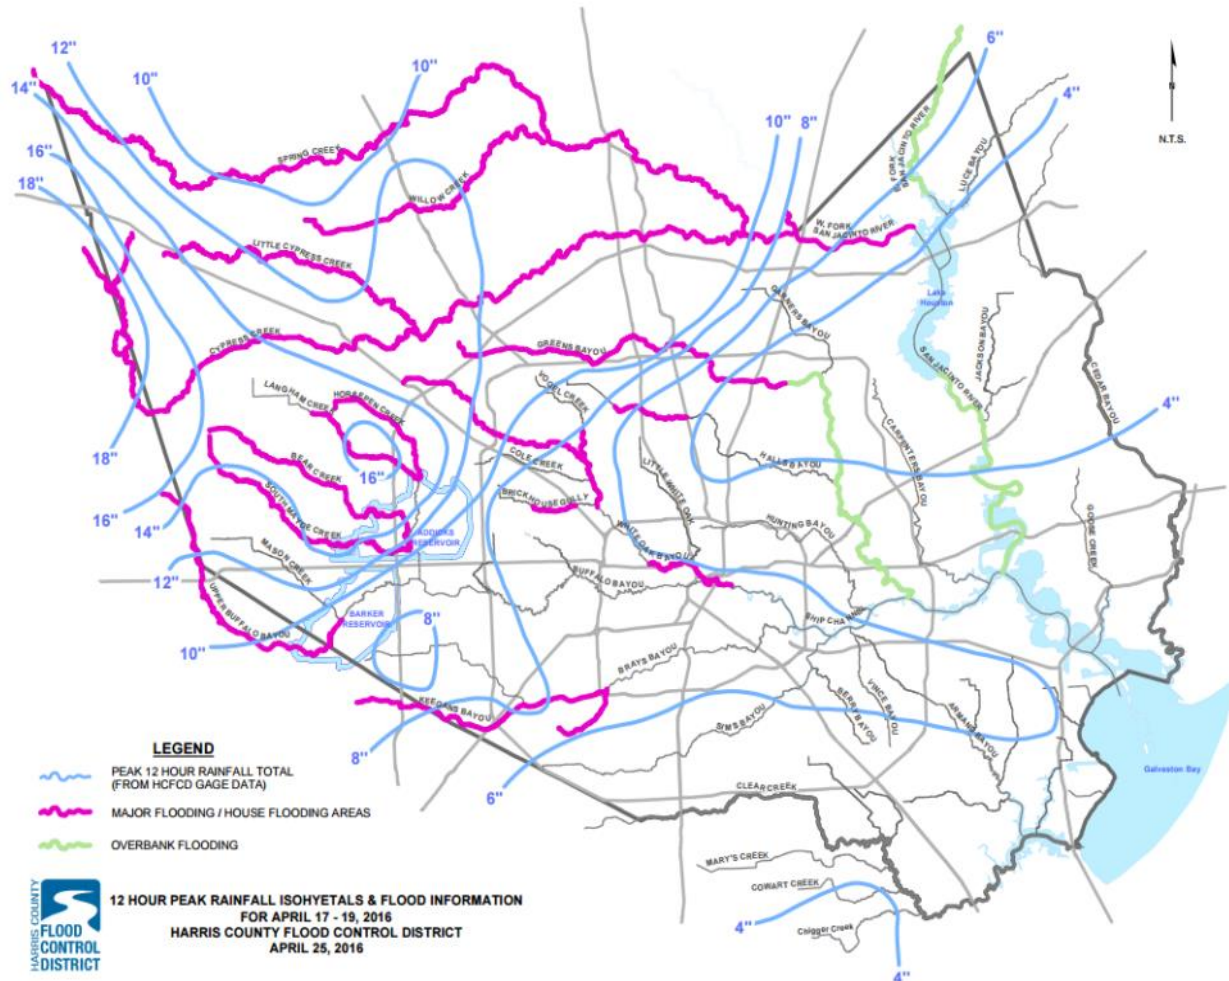 12"
10"
10"
14"
16"
18"
6"
4"
10"
8"
N
N.T.S.
SPRING CREEK
WILLOW CREEK
FORK
SAN JACINTO RIVER
LUCE BAYOU
W. FORK
SAN JACINTO RIVER
LITTLE CYPRESS CREEK
Lake
Houston
GARNERS BAYOU
CYPRESS CREEK
GREENS BAYOU
SAN JACINTO RIVER
JACKSON BAYOU
CEDAR BAYOU
LANGHAM CREEK
HORSEPEN CREEK
VOGEL CREEK
4"
18"
16"
BEAR CREEK
COLE CREEK
LITTLE WHITE OAK
HALLS BAYOU
CARPENTERS BAYOU
16"
14"
SOUTH MAYDE CREEK
BRICKHOUSE GULLY
ADDICKS
RESERVOIR
WHITE OAK BAYOU
HUNTING BAYOU
GOOSE CREEK
MASON CREEK
12"
BUFFALO BAYOU
UPPER BUFFALO BAYOU
BARKER
RESERVOIR
8"
SHIP CHANNEL
10"
BRAYS BAYOU
KEEGANS BAYOU
SIMS BAYOU
BERRY BAYOU
VINCE BAYOU
ARMAND BAYOU
8"
6"
Galveston Bay
CLEAR CREEK
MARY'S CREEK
COWART CREEK
4"
Chigger Creek
4"
LEGEND
PEAK 12 HOUR RAINFALL TOTAL
(FROM HCFCD GAGE DATA)
MAJOR FLOODING / HOUSE FLOODING AREAS
OVERBANK FLOODING
HARRIS COUNTY
FLOOD
CONTROL
DISTRICT
12 HOUR PEAK RAINFALL ISOHYETALS & FLOOD INFORMATION
FOR APRIL 17 - 19, 2016
HARRIS COUNTY FLOOD CONTROL DISTRICT
APRIL 25, 2016